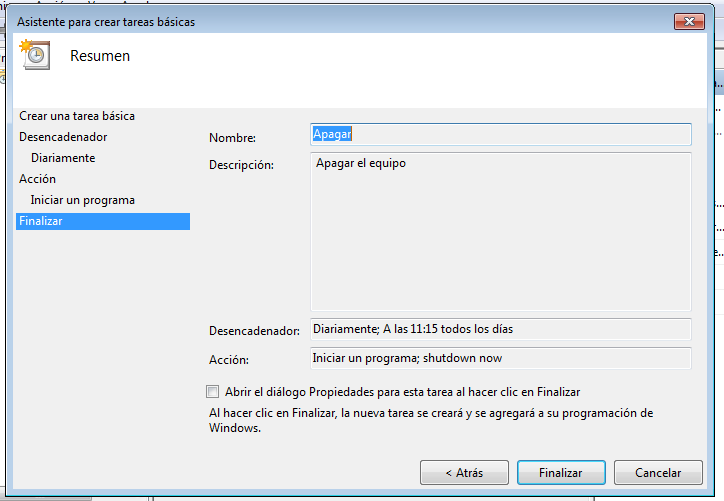 Asistente para crear tareas básicas
Resumen
Crear una tarea básica
Desencadenador
Diariamente
Acción
Iniciar un programa
Finalizar
Nombre:
Apagar
Descripción:
Apagar el equipo
Desencadenador:
Diariamente; A las 11:15 todos los días
Acción:
Iniciar un programa; shutdown now
Abrir el diálogo Propiedades para esta tarea al hacer clic en Finalizar
Al hacer clic en Finalizar, la nueva tarea se creará y se agregará a su programación de
Windows.
< Atrás
Finalizar
Cancelar